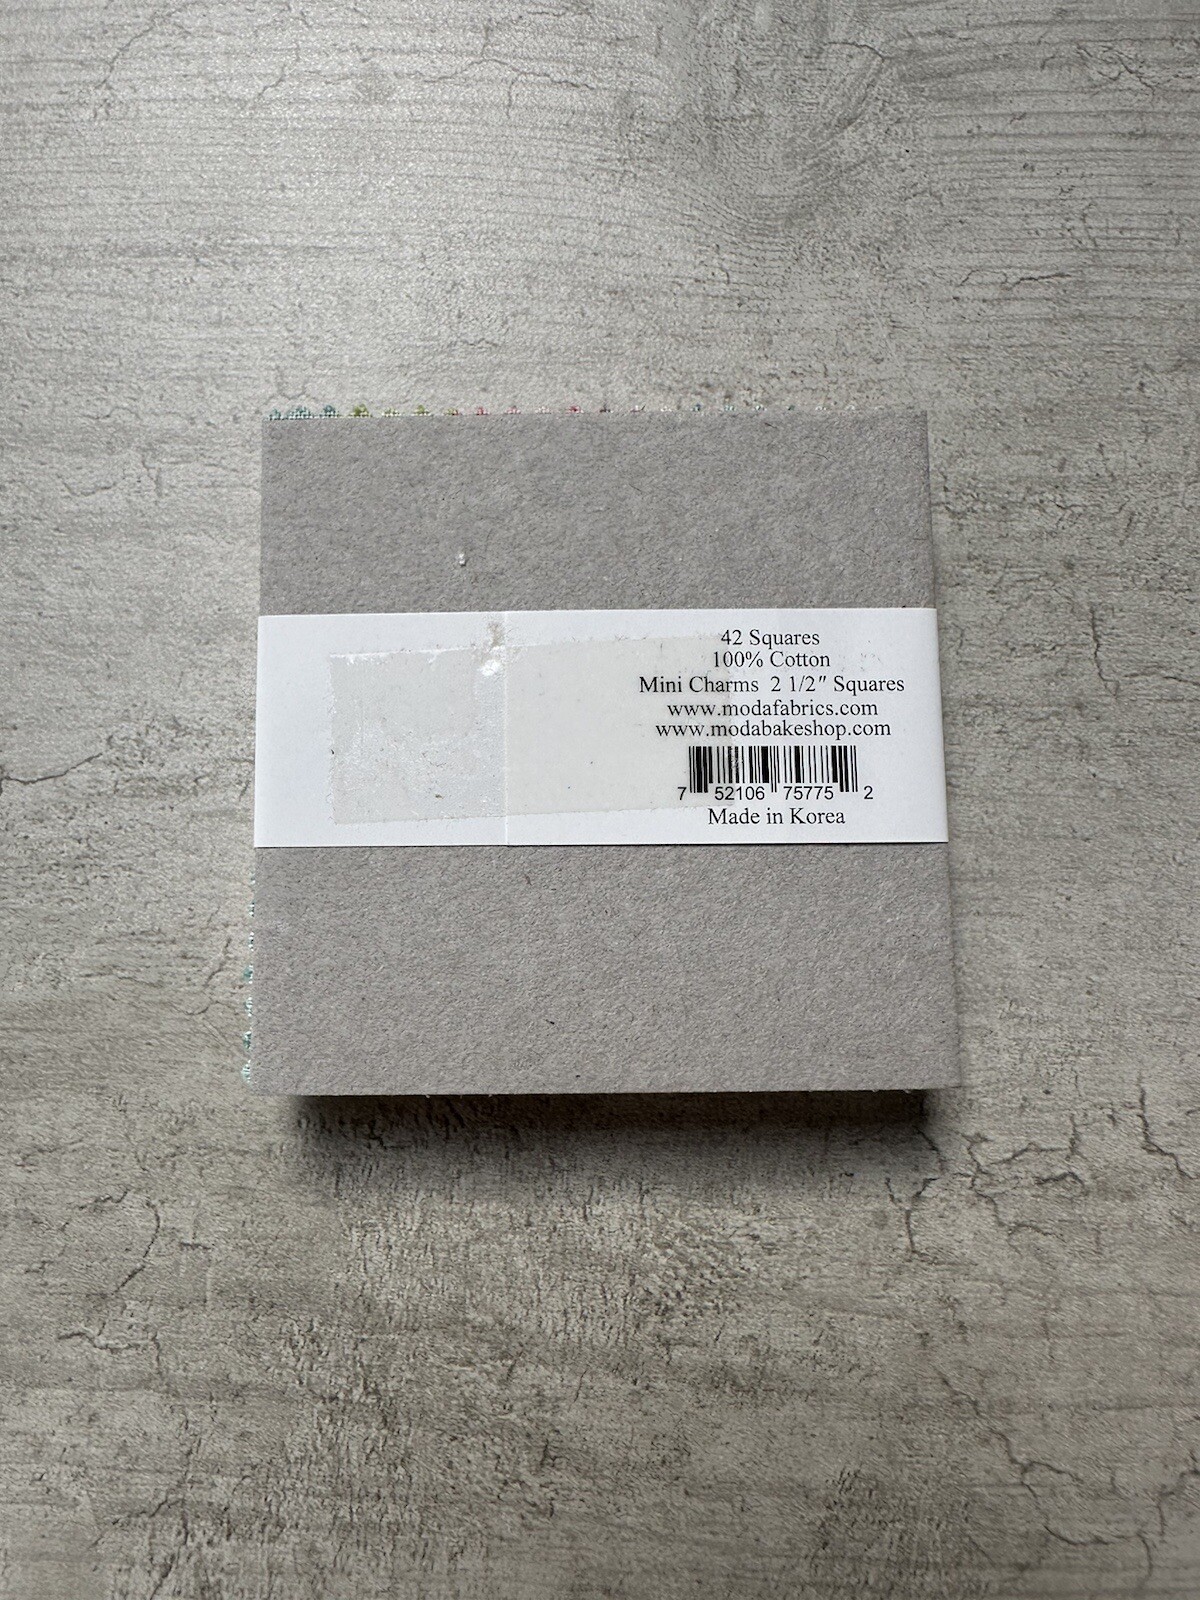 42 Squares
100% Cotton
Mini Charms 2 1/2" Squares
www.modafabrics.com
www.modabakeshop.com
7 52106 75775 2
Made in Korea